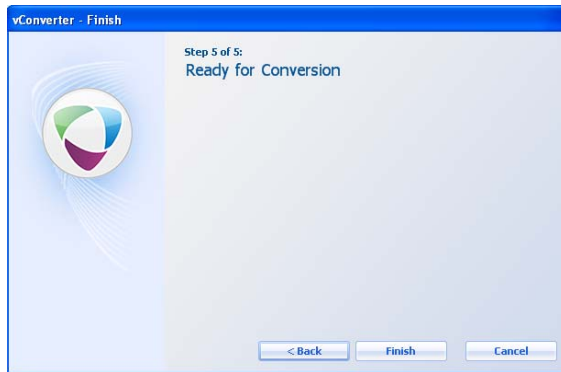 vConverter - Finish
Step 5 of 5:
Ready for Conversion
< Back Finish Cancel